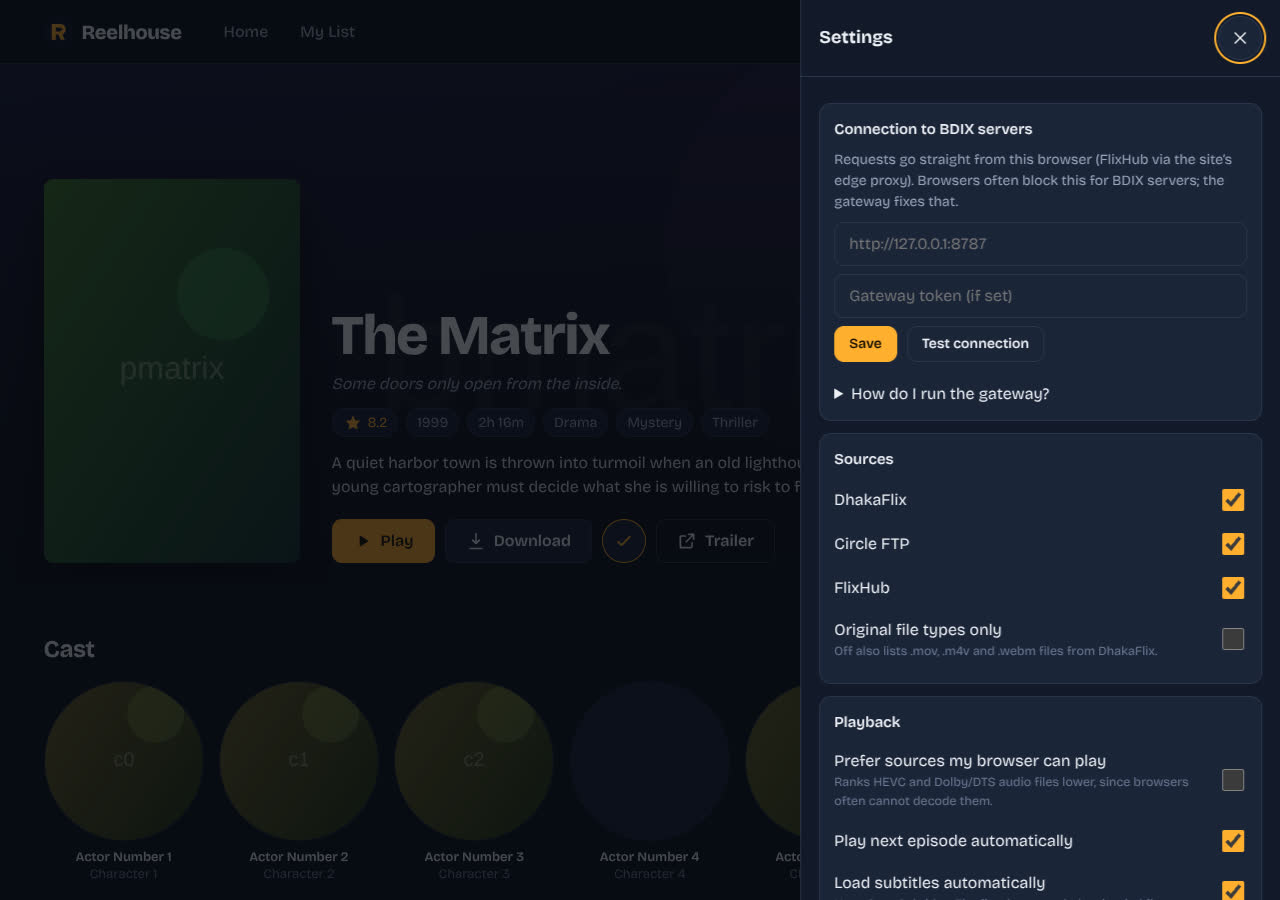 R Reelhouse Home My List
pmatrix
The Matrix
Some doors only open from the inside.
8.2 1999 2h 16m Drama Mystery Thriller
A quiet harbor town is thrown into turmoil when an old
young cartographer must decide what she is willing to risk to
Play Download Trailer
Cast
c0 c1 c2
Actor Number 1 Actor Number 2 Actor Number 3 Actor Number 4
Character 1 Character 2 Character 3 Character 4
Settings
Connection to BDIX servers
Requests go straight from this browser (FlixHub via the site's
edge proxy). Browsers often block this for BDIX servers; the
gateway fixes that.
http://127.0.0.1:8787
Gateway token (if set)
Save Test connection
How do I run the gateway?
Sources
DhakaFlix
Circle FTP
FlixHub
Original file types only
Off also lists .mov, .m4v and .webm files from DhakaFlix.
Playback
Prefer sources my browser can play
Ranks HEVC and Dolby/DTS audio files lower, since browsers
often cannot decode them.
Play next episode automatically
Load subtitles automatically